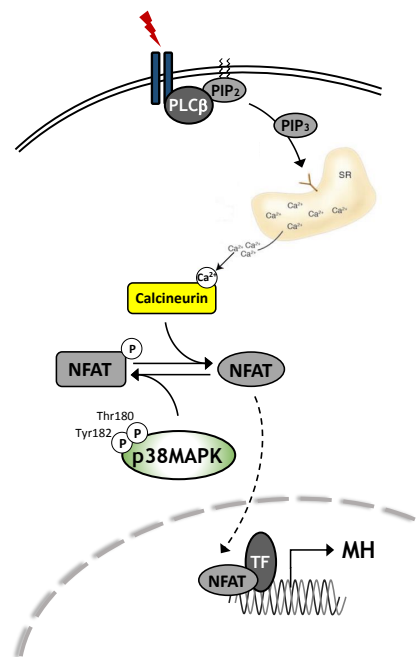 PLCβ
PIP2
PIP3
SR
Ca2+
Ca2+ Ca2+ Ca2+
Ca2+
Ca2+ Ca2+
Ca2+
Ca2+
Calcineurin
P
NFAT
NFAT
Thr180
Tyr182
P
P
p38MAPK
TF
MH
NFAT